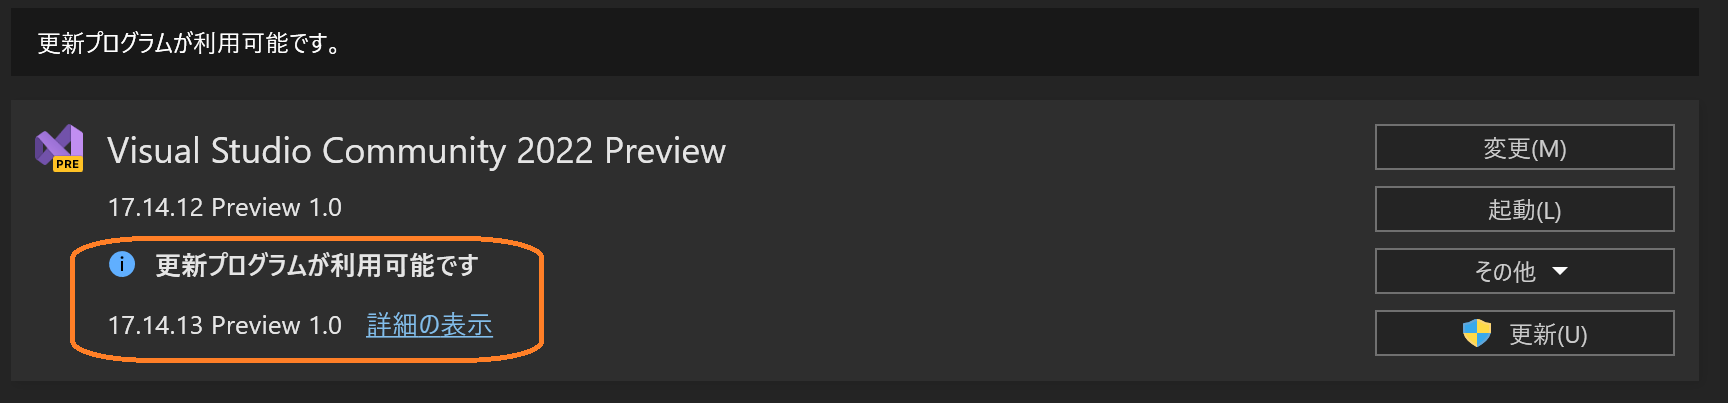 更新プログラムが利用可能です。
PRE
Visual Studio Community 2022 Preview
変更(M)
17.14.12 Preview 1.0
起動(L)
更新プログラムが利用可能です
その他
17.14.13 Preview 1.0 詳細の表示
更新(U)